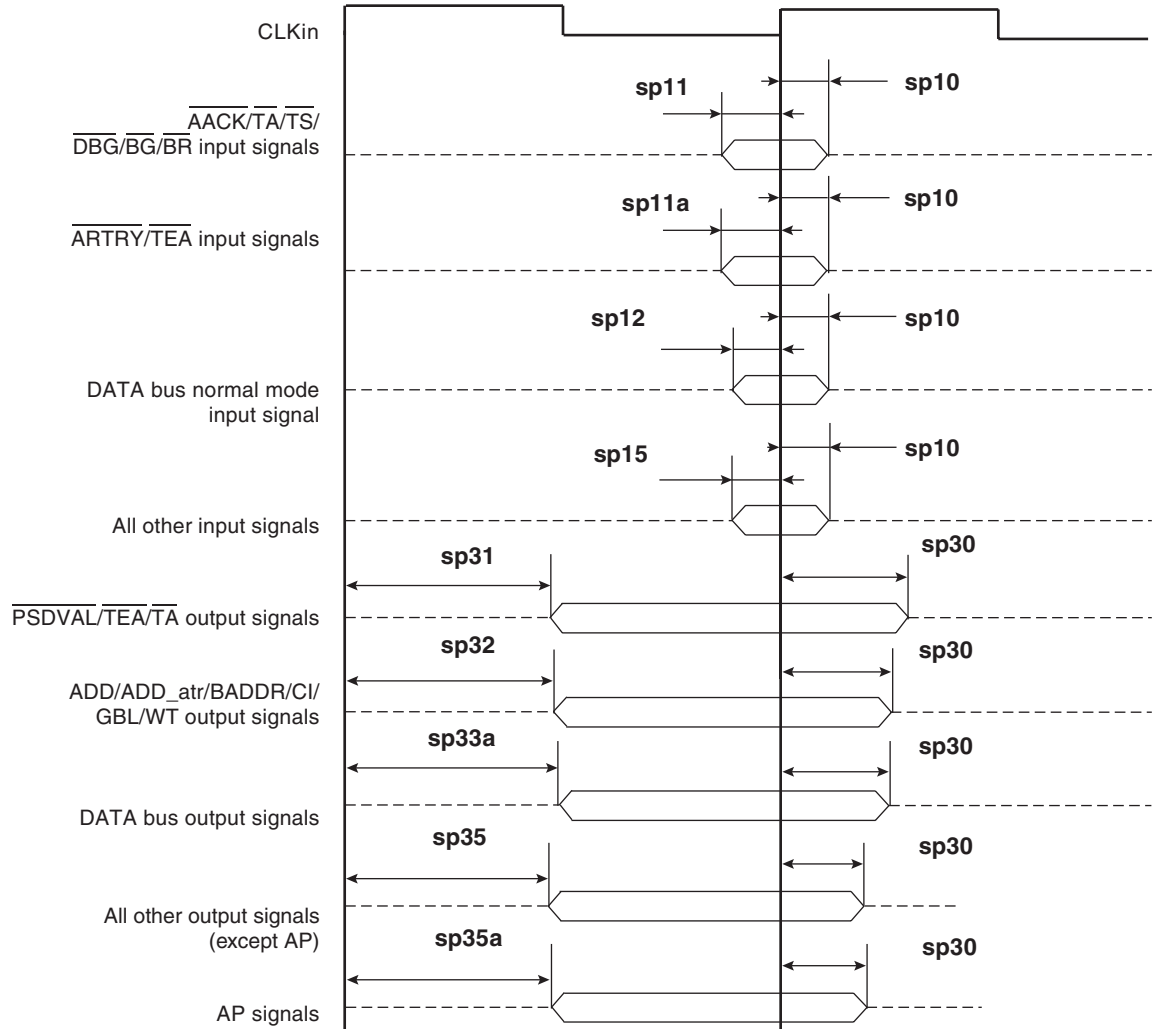 CLKin
sp11
sp10
AACK/TA/TS/
DBG/BG/BR input signals
sp11a
sp10
ARTRY/TEA input signals
sp12
sp10
DATA bus normal mode
input signal
sp15
sp10
All other input signals
sp31
sp30
PSDVAL/TEA/TA output signals
sp32
sp30
ADD/ADD_atr/BADDR/CI/
GBL/WT output signals
sp33a
sp30
DATA bus output signals
sp35
sp30
All other output signals
(except AP)
sp35a
sp30
AP signals